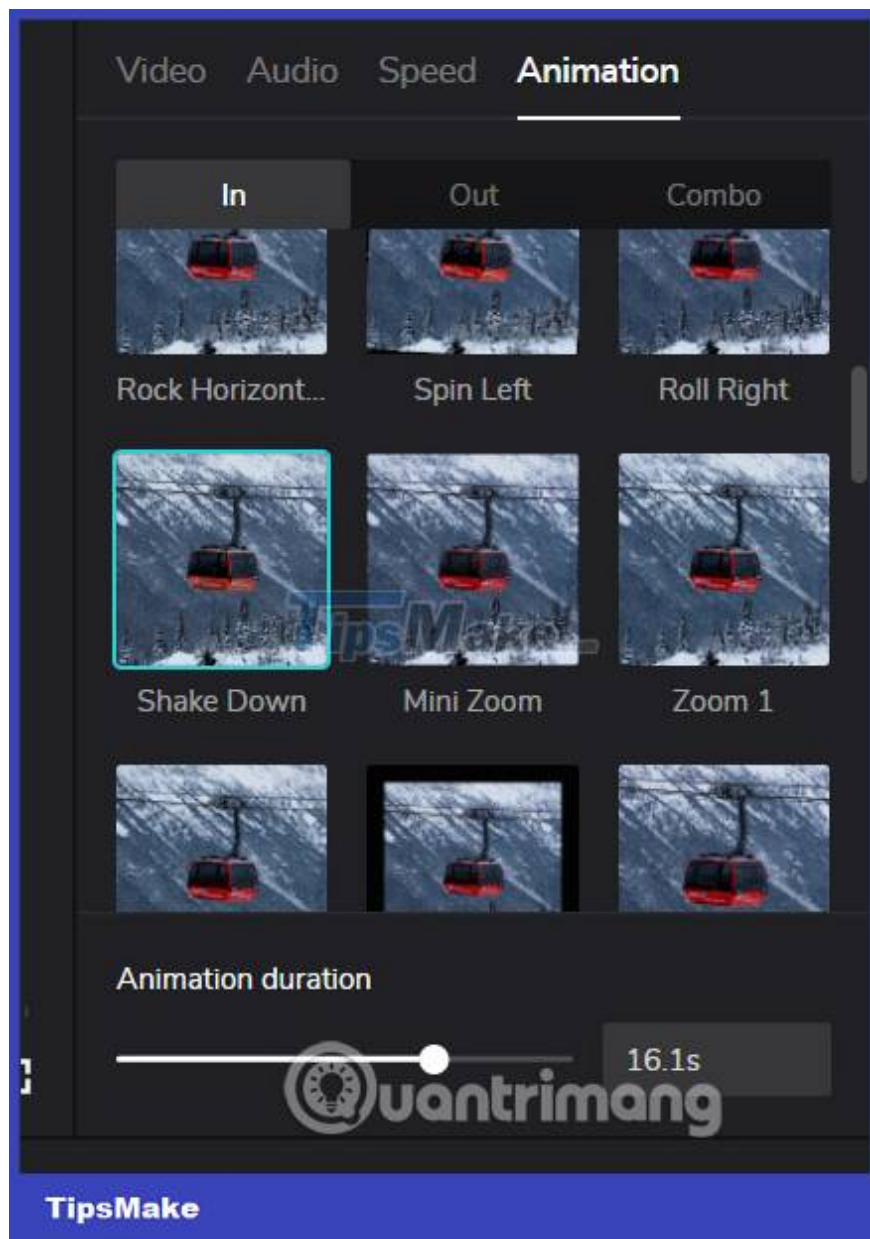 Video Audio Speed Animation
In Out Combo
Rock Horizont... Spin Left Roll Right
Shake Down Mini Zoom Zoom 1
TipsMake
Animation duration
16.1s
Quantrimang
TipsMake